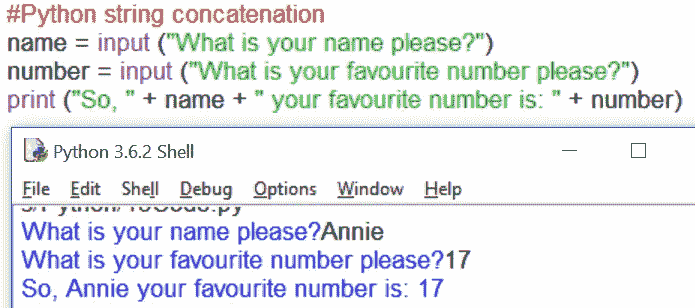 #Python string concatenation
name = input ("What is your name please?")
number = input ("What is your favourite number please?")
print ("So, " + name + " your favourite number is: " + number)
Python 3.6.2 Shell
File Edit Shell Debug Options Window Help
What is your name please?Annie
What is your favourite number please?17
So, Annie your favourite number is: 17